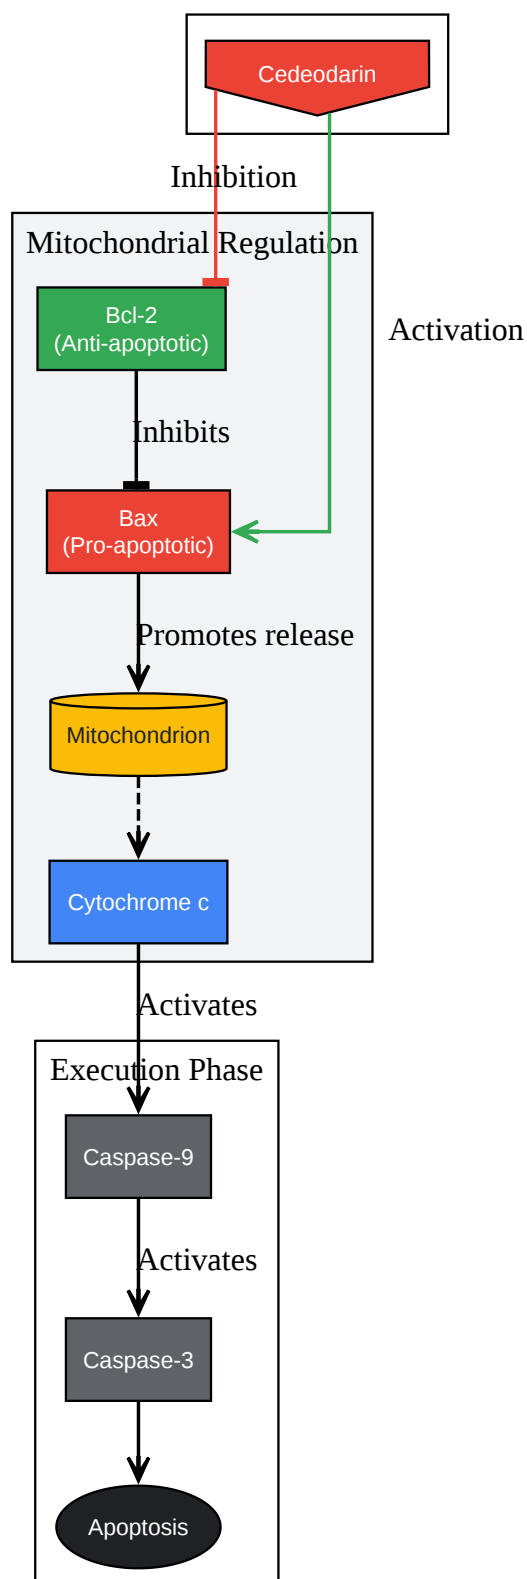 Cedeodarin
Inhibition
Mitochondrial Regulation
Bcl-2
(Anti-apoptotic)
Activation
Inhibits
Bax
(Pro-apoptotic)
Promotes release
Mitochondrion
Cytochrome c
Activates
Execution Phase
Caspase-9
Activates
Caspase-3
Apoptosis